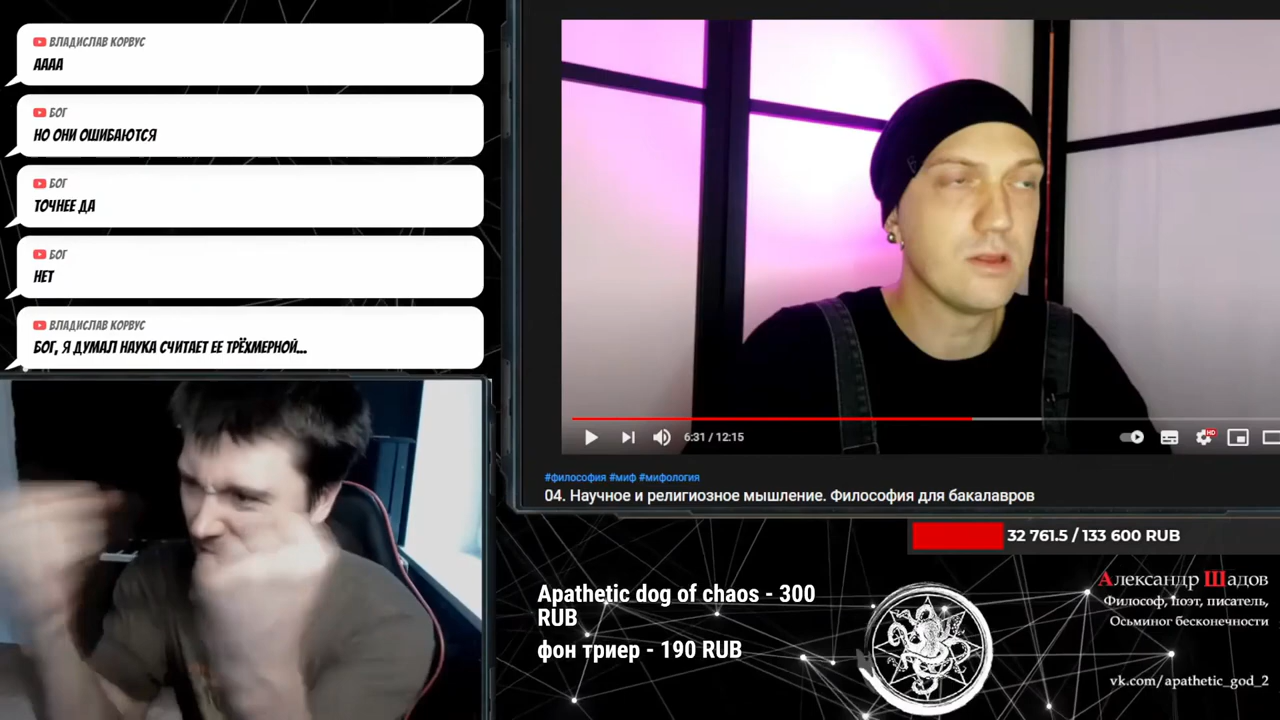 ВЛАДИСЛАВ КОРВУС
АААА
БОГ
НО ОНИ ОШИБАЮТСЯ
БОГ
ТОЧНЕЕ ДА
БОГ
НЕТ
ВЛАДИСЛАВ КОРВУС
БОГ, Я ДУМАЛ НАУКА СЧИТАЕТ ЕЕ ТРЁХМЕРНОЙ...
6:31 / 12:15
HD
#философия #миф #мифология
04. Научное и религиозное мышление. Философия для бакалавров
32 761.5 / 133 600 RUB
Apathetic dog of chaos - 300
RUB
фон триер - 190 RUB
Александр Шадов
Философ, поэт, писатель,
Осьминог бесконечности
vk.com/apathetic_god_2